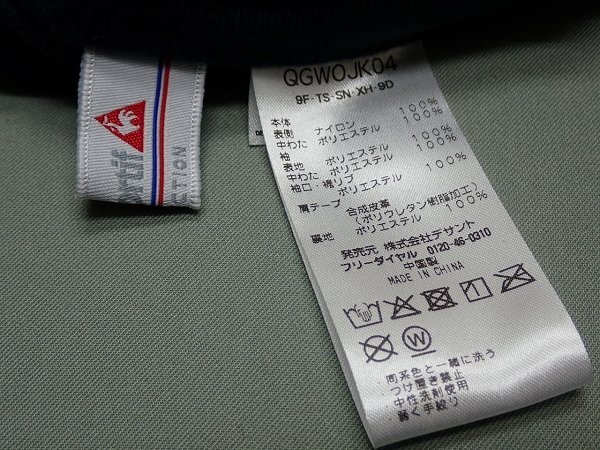 QGWOJK04
9F-TS-SN-XH-9D
本体
表側 ナイロン 100%
中わた ポリエステル 100%
袖
表地 ポリエステル 100%
中わた ポリエステル 100%
袖口・裾リブ
ポリエステル 100%
肩テープ 合成皮革
(ポリウレタン樹脂加工)
裏地 ポリエステル 100%
発売元 株式会社デサント
フリーダイヤル 0120-46-0310
中国製
MADE IN CHINA
W
・同系色と一緒に洗う
・つけ置き禁止
・中性洗剤使用
・弱く手絞り